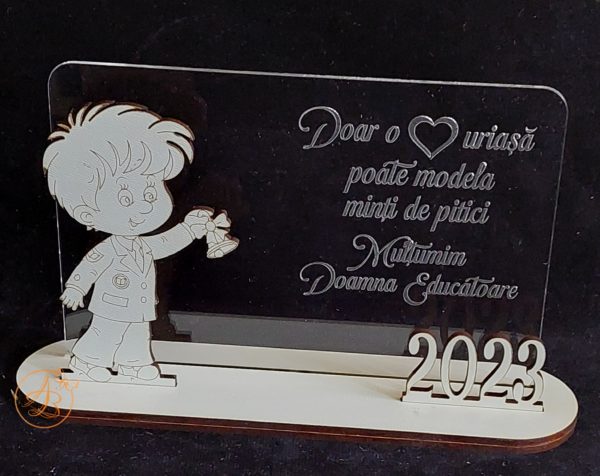 Doar o uriașă
poate modela
minți de pitici
Mulțumim
Doamna Educatoare
2023